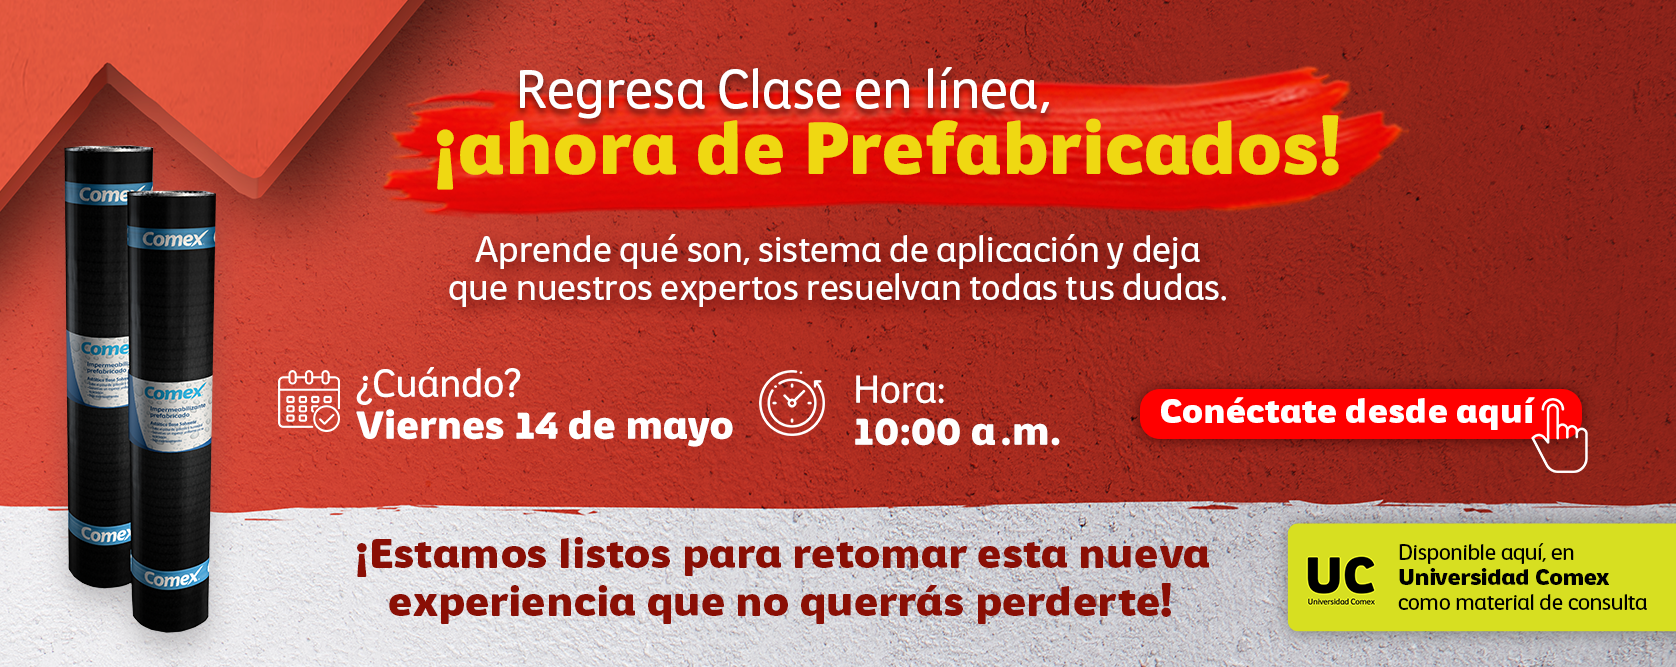 Regresa Clase en línea,
¡ahora de Prefabricados!
Aprende qué son, sistema de aplicación y deja
que nuestros expertos resuelvan todas tus dudas.
¿Cuándo?
Viernes 14 de mayo
Hora:
10:00 a.m.
Conéctate desde aquí
¡Estamos listos para retomar esta nueva
experiencia que no querrás perderte!
UC
Universidad Comex
Disponible aquí, en
Universidad Comex
como material de consulta
Comex
Comex
Comex
Comex
Impermeabilizante
prefabricado
Comex
Comex